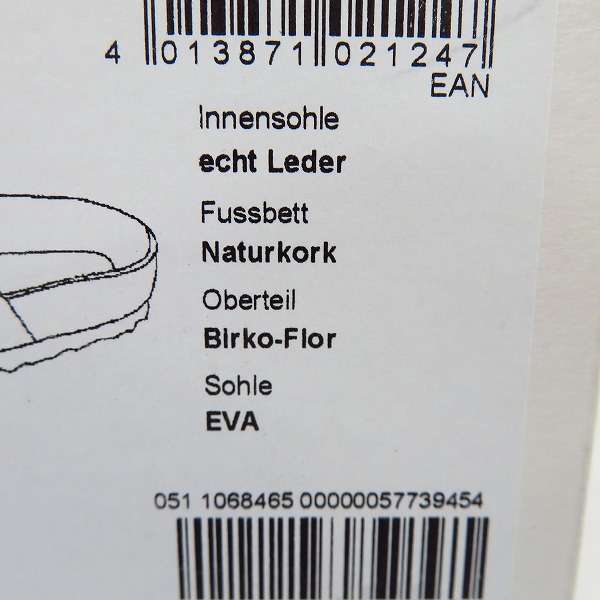 4 013871 021247
EAN
Innensohle
echt Leder
Fussbett
Naturkork
Oberteil
Birko-Flor
Sohle
EVA
051 1068465 00000057739454